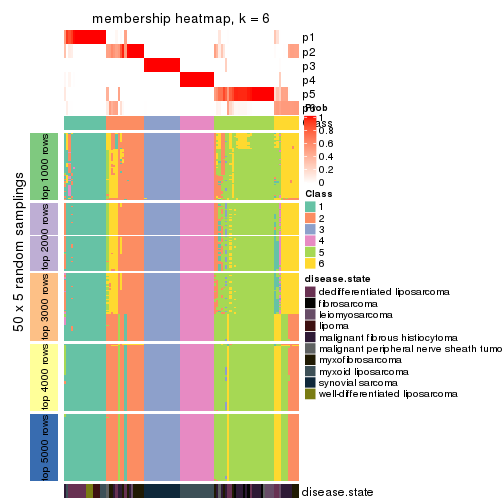 membership heatmap, k = 6
p1
p2
p3
p4
p5
Prob
1
0.8
0.6
0.4
0.2
0
Class
1
2
3
4
5
6
disease.state
dedifferentiated liposarcoma
fibrosarcoma
leiomyosarcoma
lipoma
malignant fibrous histiocytoma
malignant peripheral nerve sheath tumo
myxofibrosarcoma
myxoid liposarcoma
synovial sarcoma
well-differentiated liposarcoma
50 x 5 random samplings
top 1000 rows
top 2000 rows
top 3000 rows
top 4000 rows
top 5000 rows
disease.state